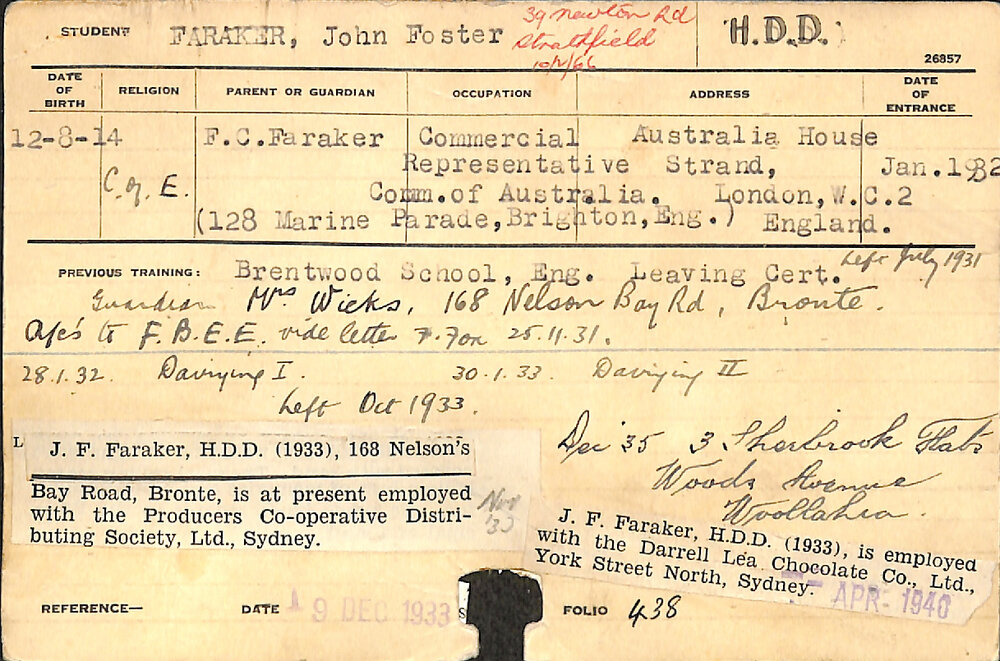 STUDENT FARAKER, John Foster
39 Newton Rd
Strathfield
10/2/66
H.D.D.
26857
DATE OF BIRTH RELIGION PARENT OR GUARDIAN OCCUPATION ADDRESS DATE OF ENTRANCE
12-8-14 F.C.Faraker Commercial Australia House
Representative Strand, Jan.1932
C. of E. Comm.of Australia. London,W.C.2
(128 Marine Parade,Brighton,Eng.) England.
PREVIOUS TRAINING: Brentwood School, Eng. Leaving Cert. Left July 1931
Guardian Mrs Wicks, 168 Nelson Bay Rd, Bronte.
A/c's to F.B.E.E. vide letter 25.11.31.
28.1.32. Dairying I. 30.1.33. Dairying II
Left Oct 1933.
L J. F. Faraker, H.D.D. (1933), 168 Nelson's
Bay Road, Bronte, is at present employed
with the Producers Co-operative Distri-
buting Society, Ltd., Sydney.
Nov
'33
Dec '35 3 Sherbrook Flats
Woods Avenue
Woollahra.
J. F. Faraker, H.D.D. (1933), is employed
with the Darrell Lea Chocolate Co., Ltd.,
York Street North, Sydney.
APR 1940
REFERENCE— DATE 19 DEC 1933 FOLIO 438